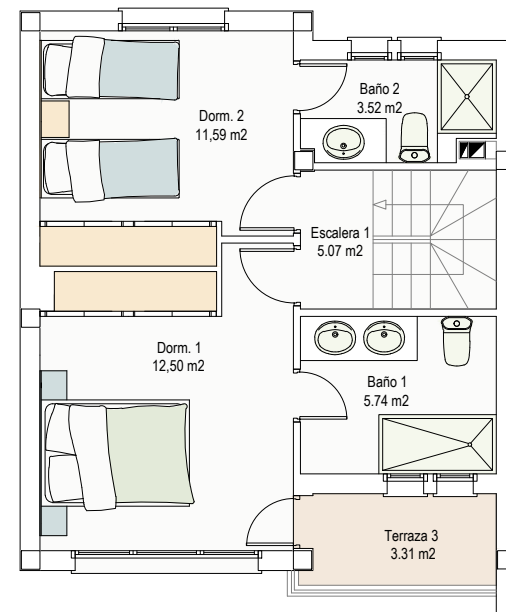 Dorm. 2
11,59 m2
Baño 2
3.52 m2
Escalera 1
5.07 m2
Dorm. 1
12,50 m2
Baño 1
5.74 m2
Terraza 3
3.31 m2